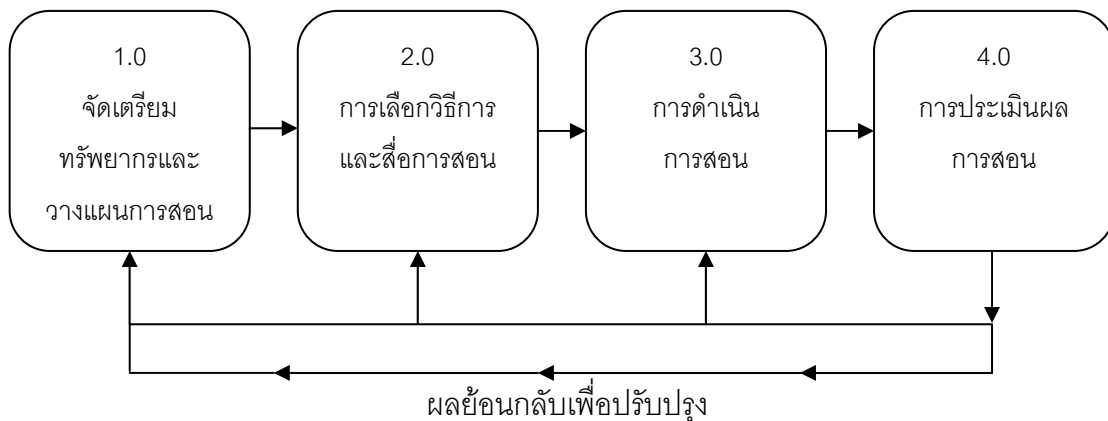 1.0
จัดเตรียม
ทรัพยากรและ
วางแผนการสอน
2.0
การเลือกวิธีการ
และสื่อการสอน
3.0
การดำเนิน
การสอน
4.0
การประเมินผล
การสอน
ผลย้อนกลับเพื่อปรับปรุง